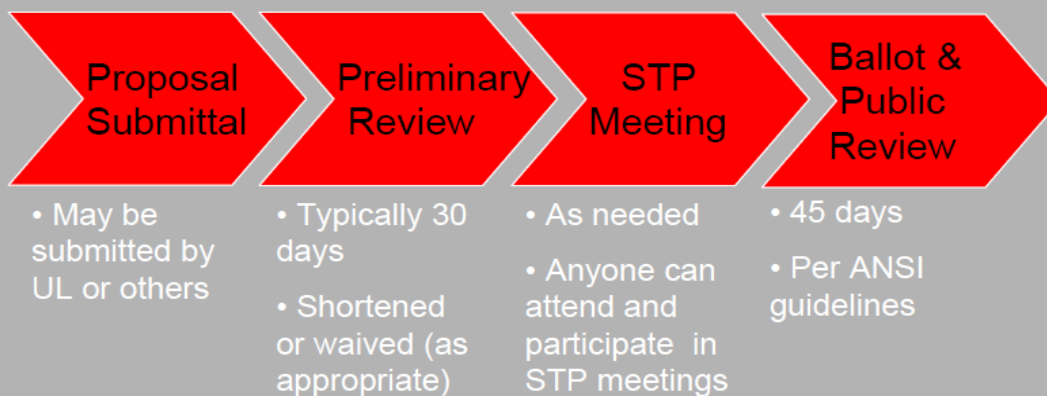 Proposal
Submittal
• May be
submitted by
UL or others
Preliminary
Review
• Typically 30
days
• Shortened
or waived (as
appropriate)
STP
Meeting
• As needed
• Anyone can
attend and
participate in
STP meetings
Ballot &
Public
Review
• 45 days
• Per ANSI
guidelines